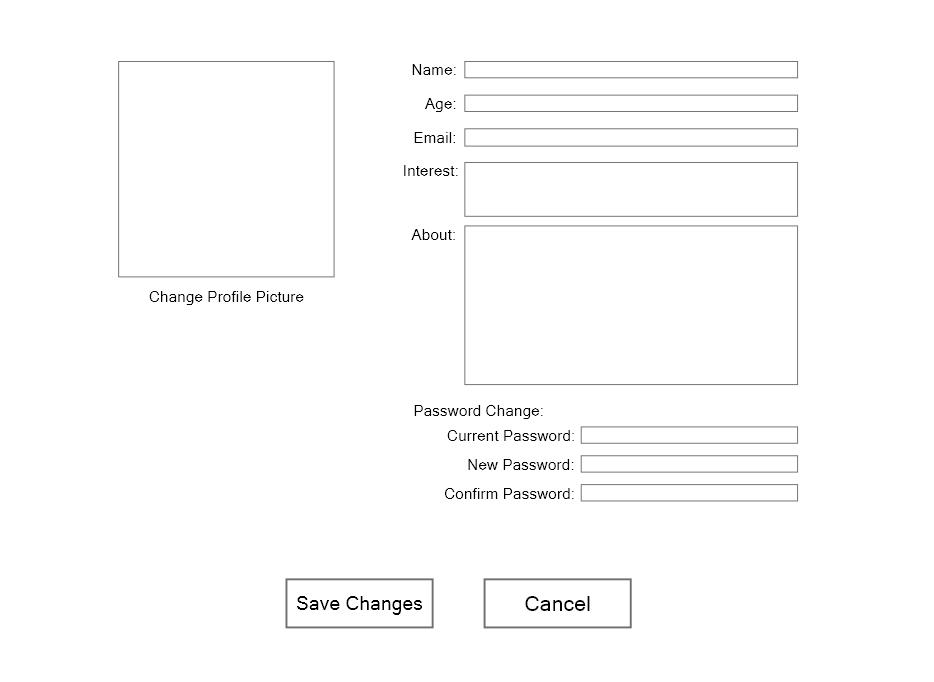 Name:
Age:
Email:
Interest:
About:
Change Profile Picture
Password Change:
Current Password:
New Password:
Confirm Password:
Save Changes
Cancel